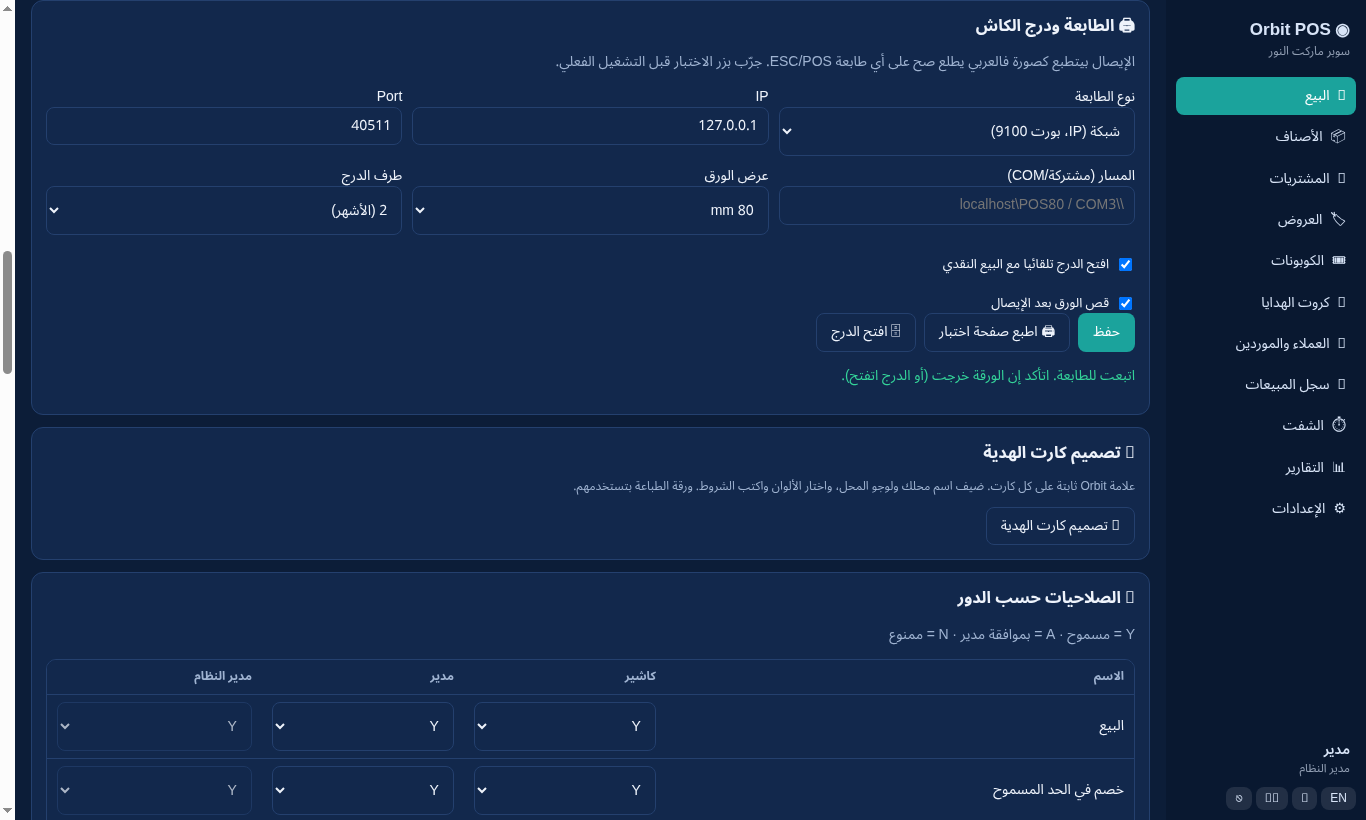 Orbit POS
سوبر ماركت النور
البيع
الأصناف
المشتريات
العروض
الكوبونات
كروت الهدايا
العملاء والموردين
سجل المبيعات
الشفت
التقارير
الإعدادات
مدير
مدير النظام
EN
الطابعة ودرج الكاش
الإيصال بيتطبع كصورة فالعربي يطلع صح على أي طابعة ESC/POS. جرّب بزر الاختبار قبل التشغيل الفعلي.
نوع الطابعة
شبكة (IP، بورت 9100)
IP
127.0.0.1
Port
40511
المسار (مشتركة/COM)
\\localhost\POS80 / COM3
عرض الورق
80 mm
طرف الدرج
2 (الأشهر)
افتح الدرج تلقائيا مع البيع النقدي
قص الورق بعد الإيصال
حفظ
اطبع صفحة اختبار
افتح الدرج
اتبعت للطابعة. اتأكد إن الورقة خرجت (أو الدرج اتفتح).
تصميم كارت الهدية
علامة Orbit ثابتة على كل كارت. ضيف اسم محلك ولوجو المحل، واختار الألوان واكتب الشروط. ورقة الطباعة بتستخدمهم.
تصميم كارت الهدية
الصلاحيات حسب الدور
Y = مسموح · A = بموافقة مدير · N = ممنوع
الاسم كاشير مدير مدير النظام
البيع Y Y Y
خصم في الحد المسموح Y Y Y